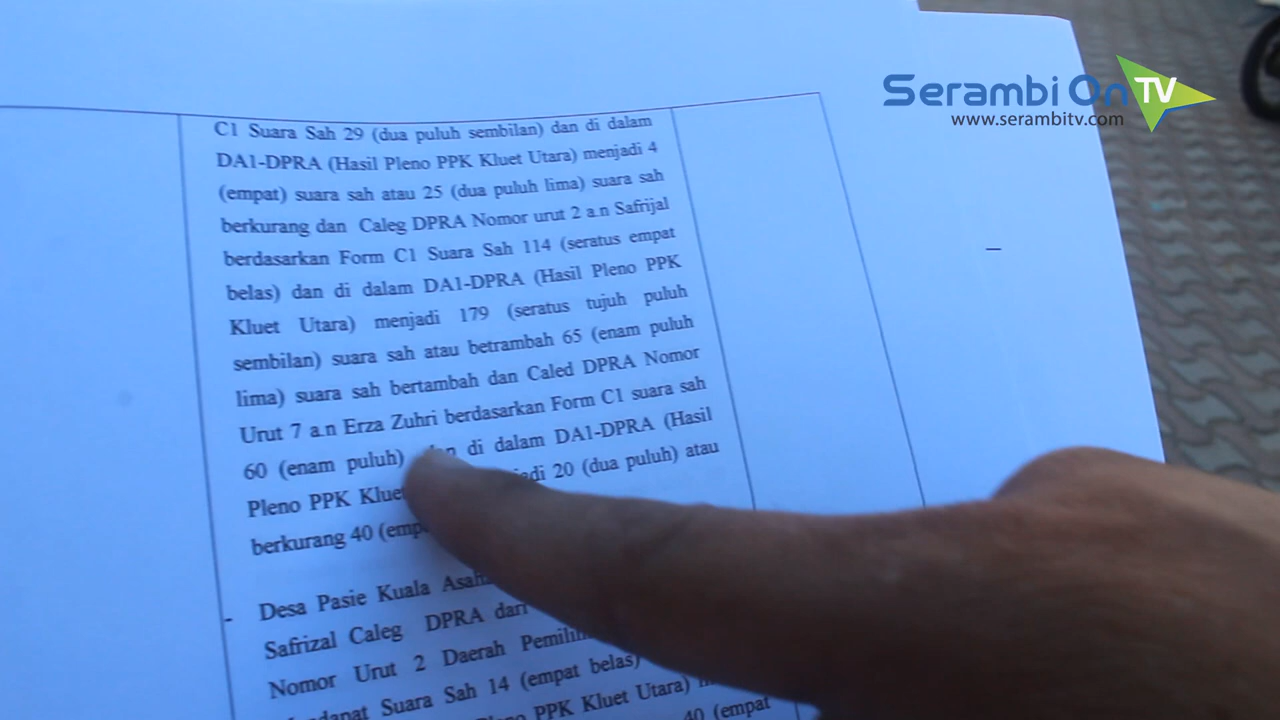 Serambi On TV
www.serambitv.com
C1 Suara Sah 29 (dua puluh sembilan) dan di dalam
DA1-DPRA (Hasil Pleno PPK Kluet Utara) menjadi 4
(empat) suara sah atau 25 (dua puluh lima) suara sah
berkurang dan Caleg DPRA Nomor urut 2 a.n Safrijal
berdasarkan Form C1 Suara Sah 114 (seratus empat
belas) dan di dalam DA1-DPRA (Hasil Pleno PPK
Kluet Utara) menjadi 179 (seratus tujuh puluh
sembilan) suara sah atau betrambah 65 (enam puluh
lima) suara sah bertambah dan Caled DPRA Nomor
Urut 7 a.n Erza Zuhri berdasarkan Form C1 suara sah
60 (enam puluh) di dalam DA1-DPRA (Hasil
Pleno PPK 20 (dua puluh) atau
berkurang 40
- Desa Pasie Kuala
Safrizal Caleg DPRA dari
Nomor Urut 2 Daerah
Suara Sah 14 (empat belas)
PPK Kluet Utara)
40 (empat